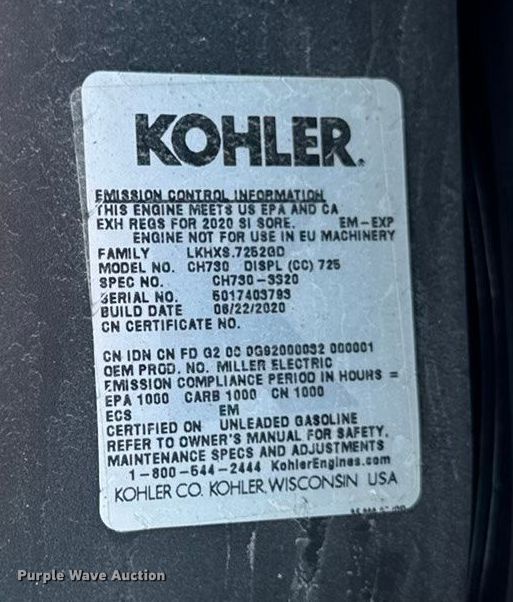 KOHLER.
EMISSION CONTROL INFORMATION
THIS ENGINE MEETS US EPA AND CA
EXH REGS FOR 2020 SI SORE. EM-EXP
ENGINE NOT FOR USE IN EU MACHINERY
FAMILY LKHXS.7252GD
MODEL NO. CH730 DISPL (CC) 725
SPEC NO. CH730-3320
SERIAL NO. 5017403793
BUILD DATE 06/22/2020
CN CERTIFICATE NO.
CN IDN CN FD G2 00 0G92000032 000001
OEM PROD. NO. MILLER ELECTRIC
EMISSION COMPLIANCE PERIOD IN HOURS =
EPA 1000 CARB 1000 CN 1000
ECS EM
CERTIFIED ON UNLEADED GASOLINE
REFER TO OWNER'S MANUAL FOR SAFETY,
MAINTENANCE SPECS AND ADJUSTMENTS
1-800-544-2444 KohlerEngines.com
KOHLER CO. KOHLER, WISCONSIN USA
Purple Wave Auction